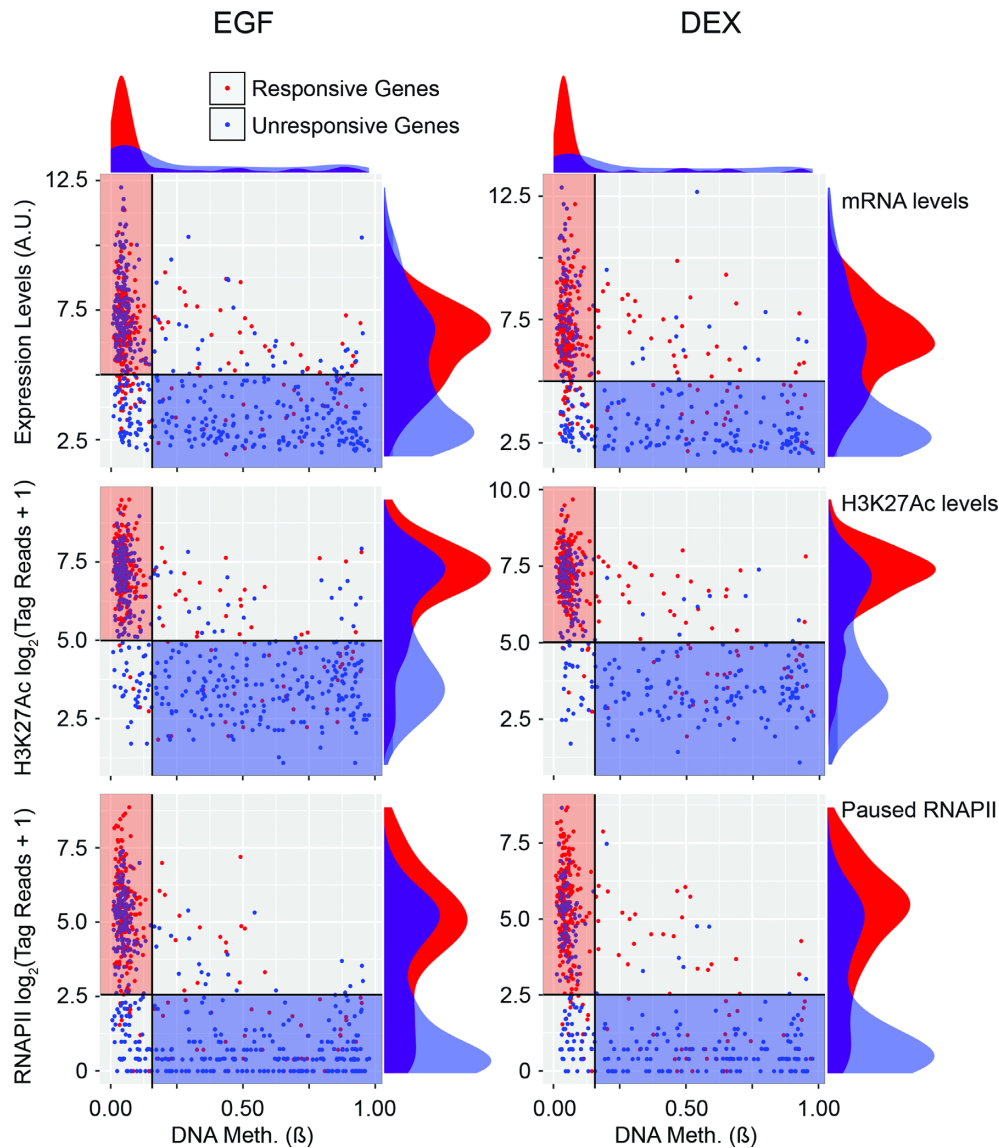 EGF
DEX
Responsive Genes
Unresponsive Genes
Expression Levels (A.U.)
12.5
7.5
2.5
12.5
7.5
2.5
mRNA levels
H3K27Ac log2(Tag Reads + 1)
7.5
5.0
2.5
10.0
7.5
5.0
2.5
H3K27Ac levels
RNAPII log2(Tag Reads + 1)
7.5
5.0
2.5
0
7.5
5.0
2.5
0
Paused RNAPII
0.00 0.50 1.00
0.00 0.50 1.00
DNA Meth. (ß)
DNA Meth. (ß)